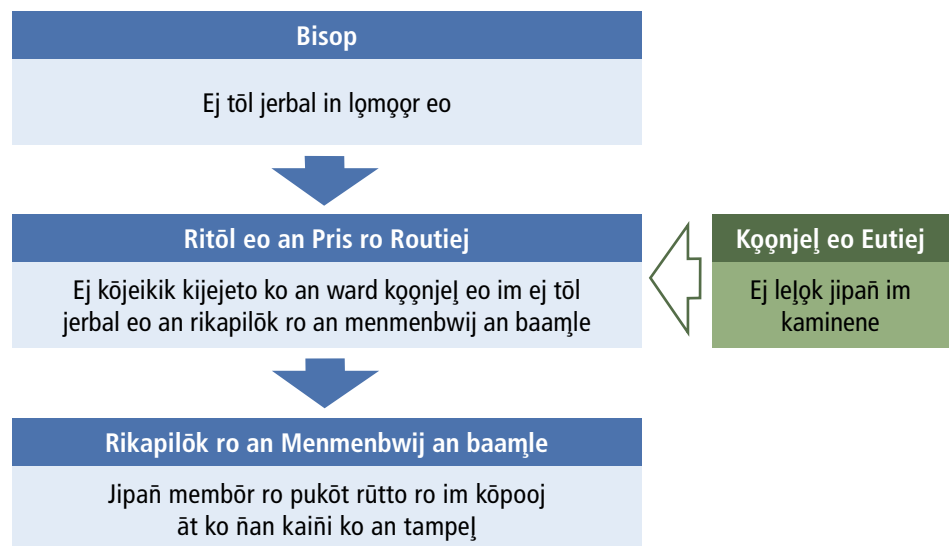 Bisop
Ej tōl jerbal in lo̧mo̧o̧r eo
Ritōl eo an Pris ro Routiej
Ej kōjeikik kijejeto ko an ward ko̧o̧njeļ eo im ej tōl
jerbal eo an rikapilōk ro an menmenbwij an baam̧le
Ko̧o̧njeļ eo Eutiej
Ej leļo̧k jipañ im
kaminene
Rikapilōk ro an Menmenbwij an baam̧le
Jipañ membōr ro pukōt rūtto ro im kōpooj
āt ko ñan kaiñi ko an tampeļ